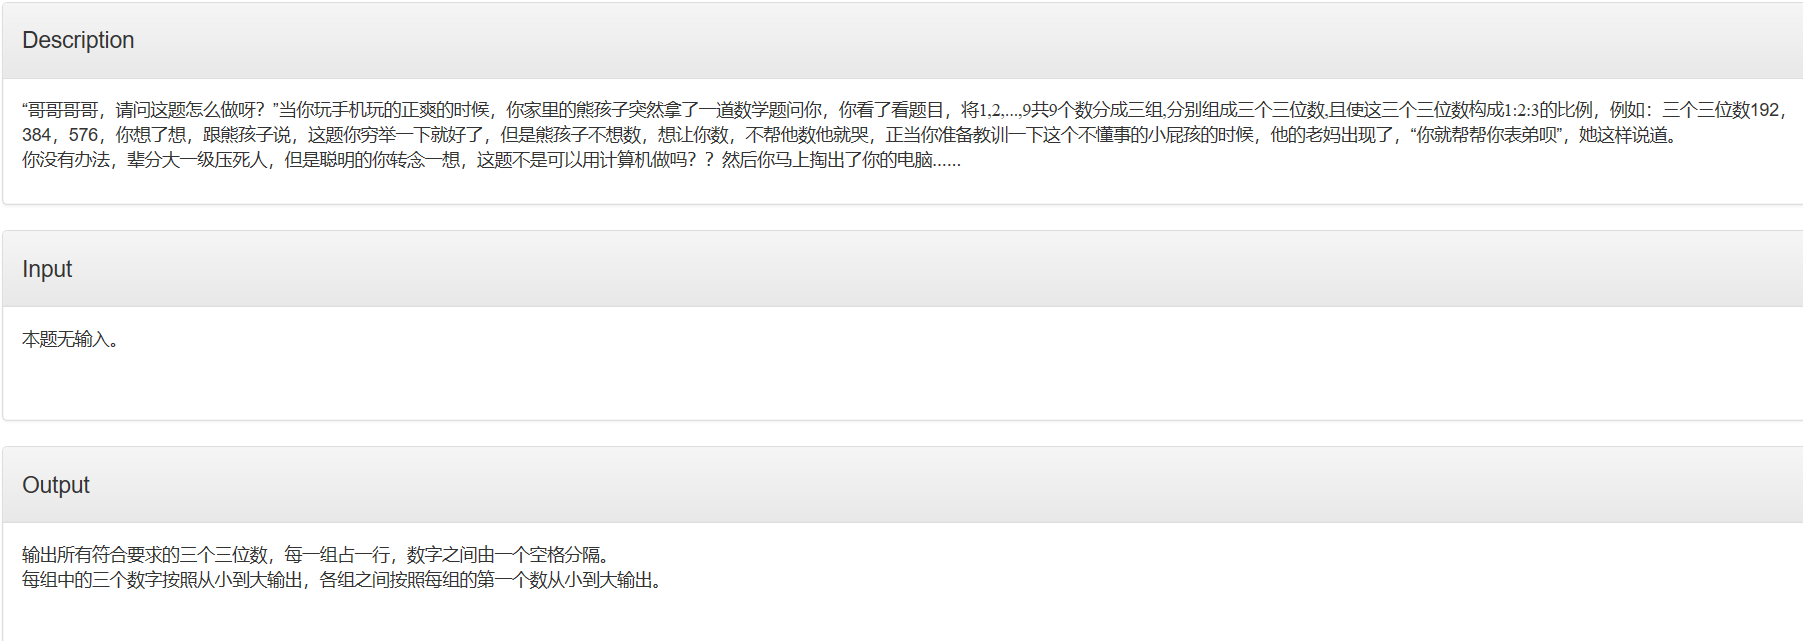 Description
“哥哥哥哥，请问这题怎么做呀？”当你玩手机玩的正爽的时候，你家里的熊孩子突然拿了一道数学题问你，你看了看题目，将1,2,...,9共9个数分成三组,分别组成三个三位数,且使这三个三位数构成1:2:3的比例，例如：三个三位数192，
384，576，你想了想，跟熊孩子说，这题你穷举一下就好了，但是熊孩子不想数，想让你数，不帮他数他就哭，正当你准备教训一下这个不懂事的小屁孩的时候，他的老妈出现了，“你就帮帮你表弟呗”，她这样说道。
你没有办法，辈分大一级压死人，但是聪明的你转念一想，这题不是可以用计算机做吗？？然后你马上掏出了你的电脑......
Input
本题无输入。
Output
输出所有符合要求的三个三位数，每一组占一行，数字之间由一个空格分隔。
每组中的三个数字按照从小到大输出，各组之间按照每组的第一个数从小到大输出。